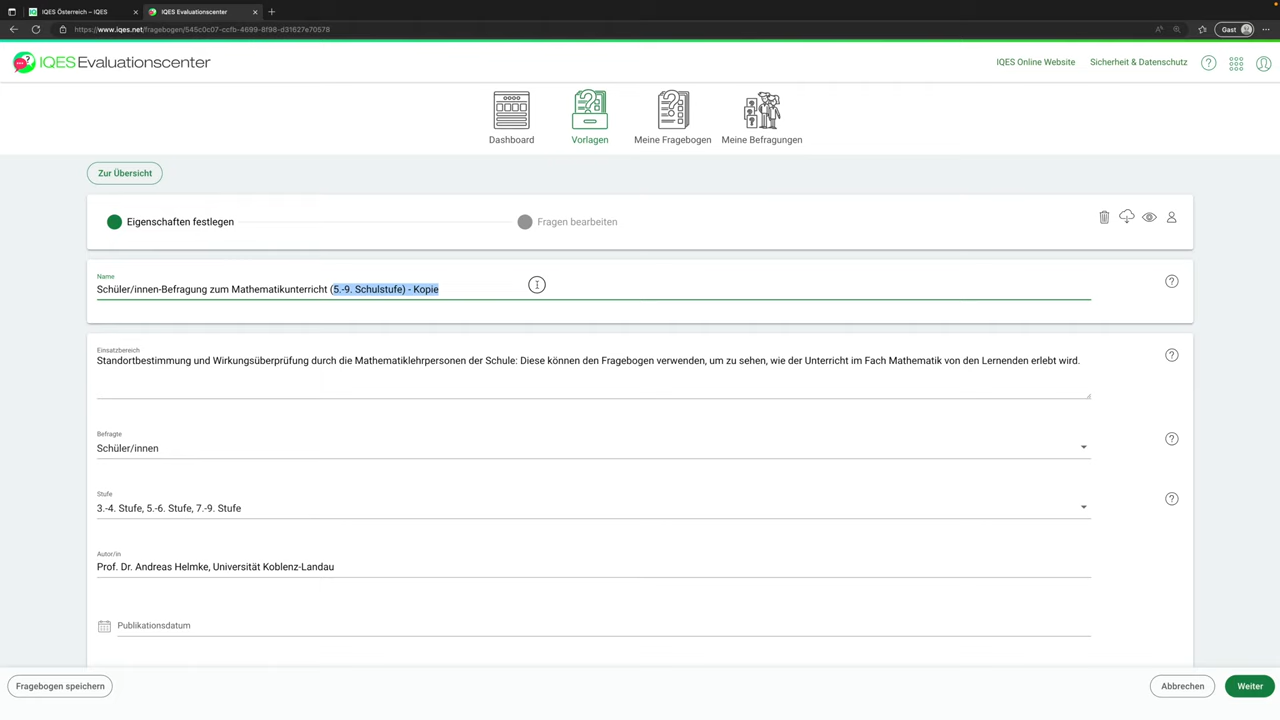 IQES Österreich – IQES
IQES Evaluationscenter
https://www.iqes.net/fragebogen/545c0c07-ccfb-4699-8f98-d31627e70578
Gast
IQES Evaluationscenter
IQES Online Website
Sicherheit & Datenschutz
Dashboard
Vorlagen
Meine Fragebogen
Meine Befragungen
Zur Übersicht
Eigenschaften festlegen
Fragen bearbeiten
Name
Schüler/innen-Befragung zum Mathematikunterricht (5.-9. Schulstufe) - Kopie
Einsatzbereich
Standortbestimmung und Wirkungsüberprüfung durch die Mathematiklehrpersonen der Schule: Diese können den Fragebogen verwenden, um zu sehen, wie der Unterricht im Fach Mathematik von den Lernenden erlebt wird.
Befragte
Schüler/innen
Stufe
3.-4. Stufe, 5.-6. Stufe, 7.-9. Stufe
Autor/in
Prof. Dr. Andreas Helmke, Universität Koblenz-Landau
Publikationsdatum
Fragebogen speichern
Abbrechen
Weiter